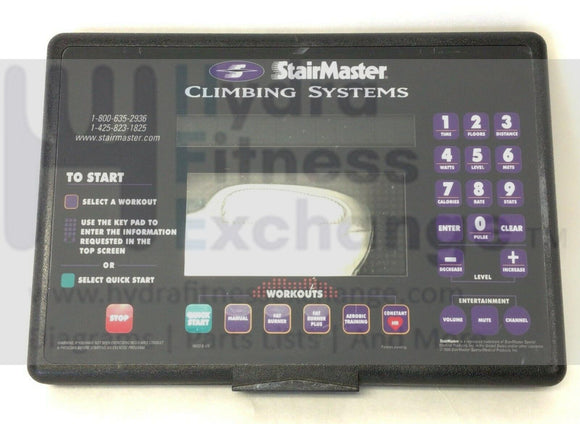 StairMaster
CLIMBING SYSTEMS
1-800-635-2936
1-425-823-1825
www.stairmaster.com
TO START
SELECT A WORKOUT
USE THE KEY PAD TO
ENTER THE INFORMATION
REQUESTED IN THE
TOP SCREEN
OR
SELECT QUICK START
STOP
1 2 3
TIME FLOORS DISTANCE
4 5 6
WATTS LEVEL METS
7 8 9
CALORIES RATE STATS
ENTER 0 CLEAR
PULSE
- +
DECREASE LEVEL INCREASE
ENTERTAINMENT
VOLUME MUTE CHANNEL
WORKOUTS
QUICK START
MANUAL
FAT BURNER
FAT BURNER PLUS
AEROBIC TRAINING
CONSTANT HR
Hydra
Fitness
Exchange
TM